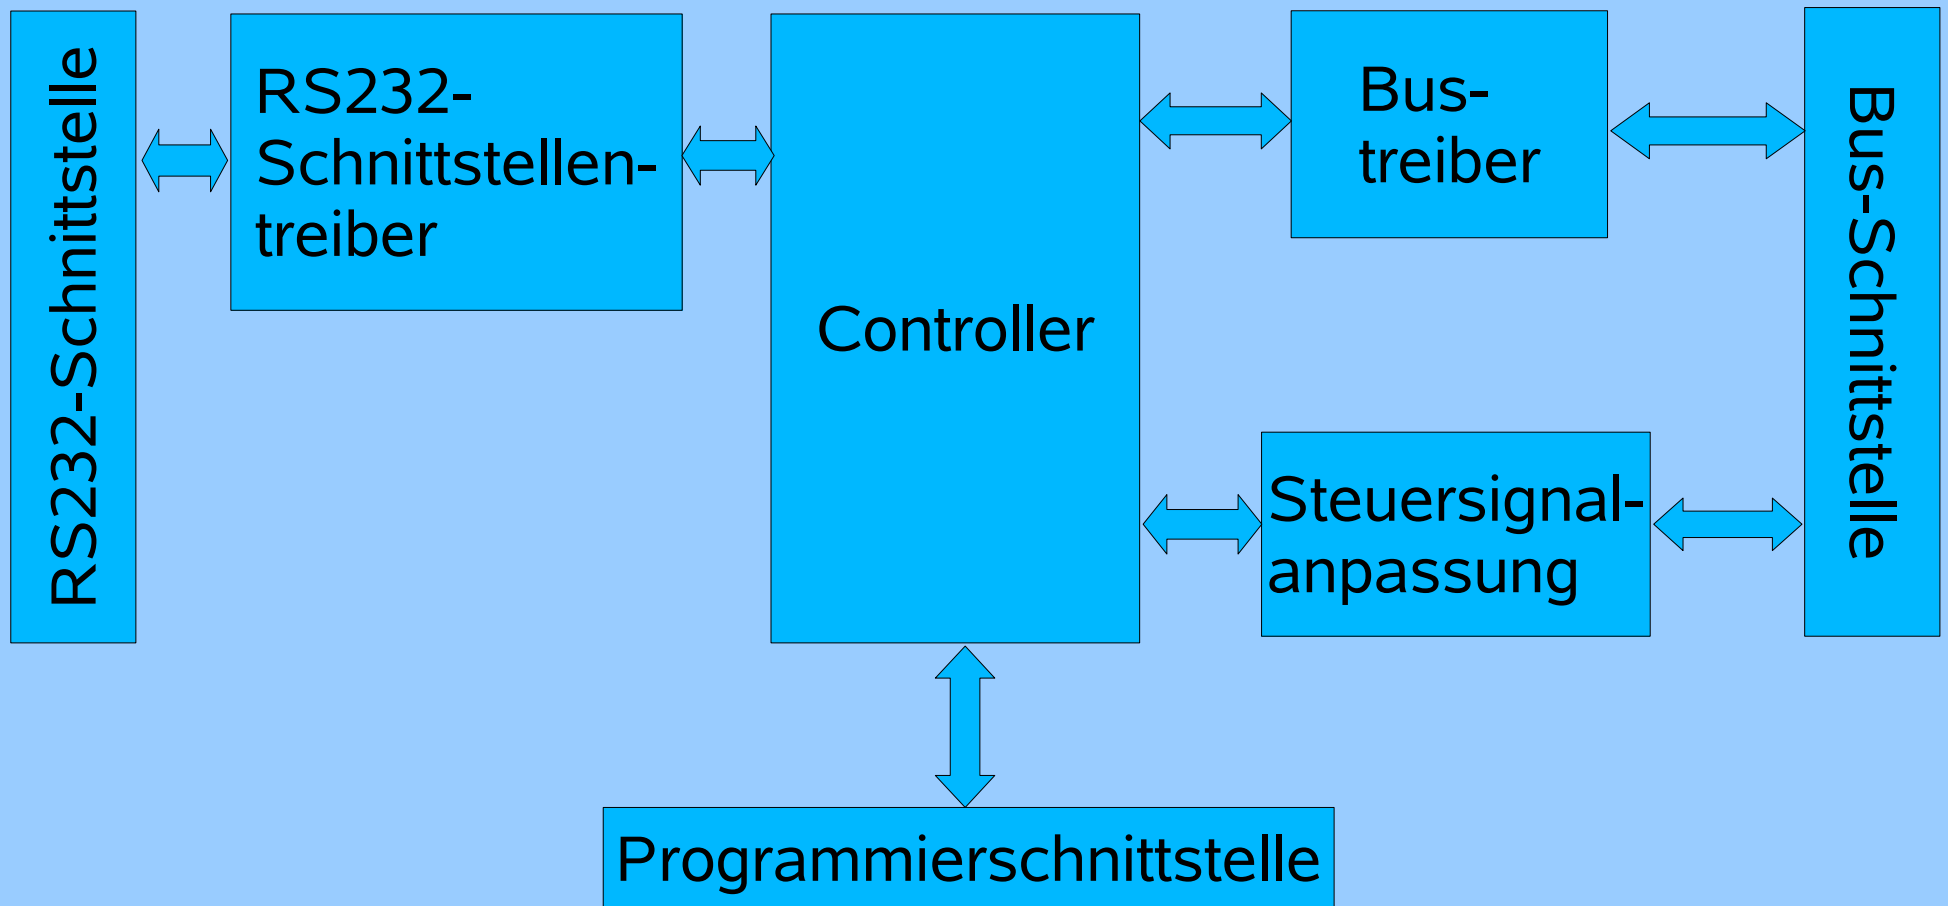 RS232-Schnittstelle
RS232-
Schnittstellen-
treiber
Controller
Bus-
treiber
Steuersignal-
anpassung
Bus-Schnittstelle
Programmierschnittstelle